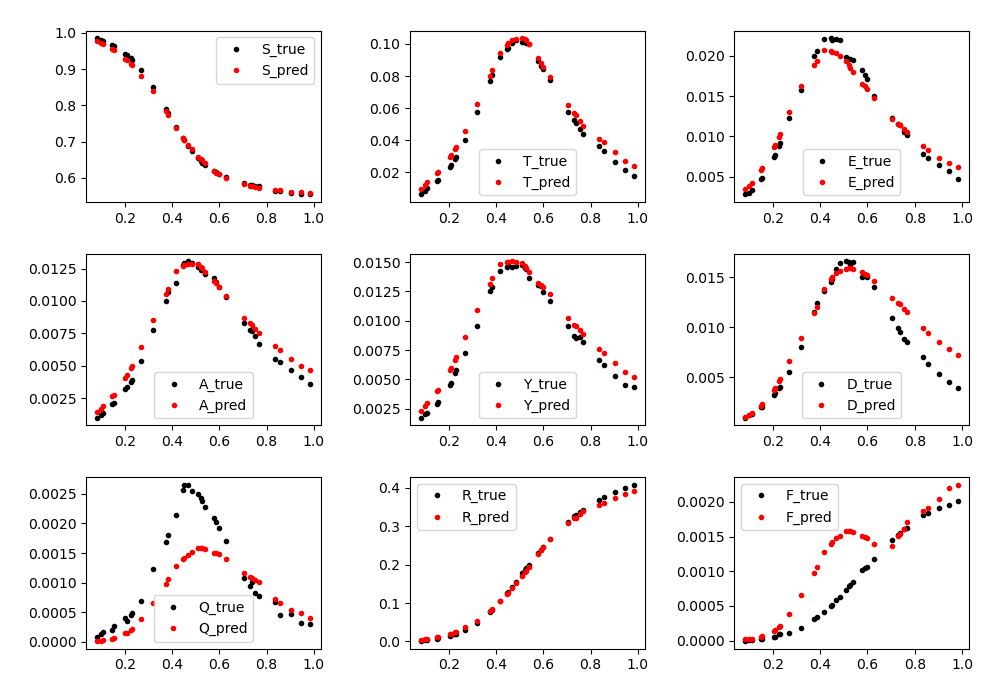 1.0
0.9
0.8
0.7
0.6
S_true
S_pred
0.2 0.4 0.6 0.8 1.0
0.10
0.08
0.06
0.04
0.02
T_true
T_pred
0.2 0.4 0.6 0.8 1.0
0.020
0.015
0.010
0.005
E_true
E_pred
0.2 0.4 0.6 0.8 1.0
0.0125
0.0100
0.0075
0.0050
0.0025
A_true
A_pred
0.2 0.4 0.6 0.8 1.0
0.0150
0.0125
0.0100
0.0075
0.0050
0.0025
Y_true
Y_pred
0.2 0.4 0.6 0.8 1.0
0.015
0.010
0.005
D_true
D_pred
0.2 0.4 0.6 0.8 1.0
0.0025
0.0020
0.0015
0.0010
0.0005
0.0000
Q_true
Q_pred
0.2 0.4 0.6 0.8 1.0
0.4
0.3
0.2
0.1
0.0
R_true
R_pred
0.2 0.4 0.6 0.8 1.0
0.0020
0.0015
0.0010
0.0005
0.0000
F_true
F_pred
0.2 0.4 0.6 0.8 1.0